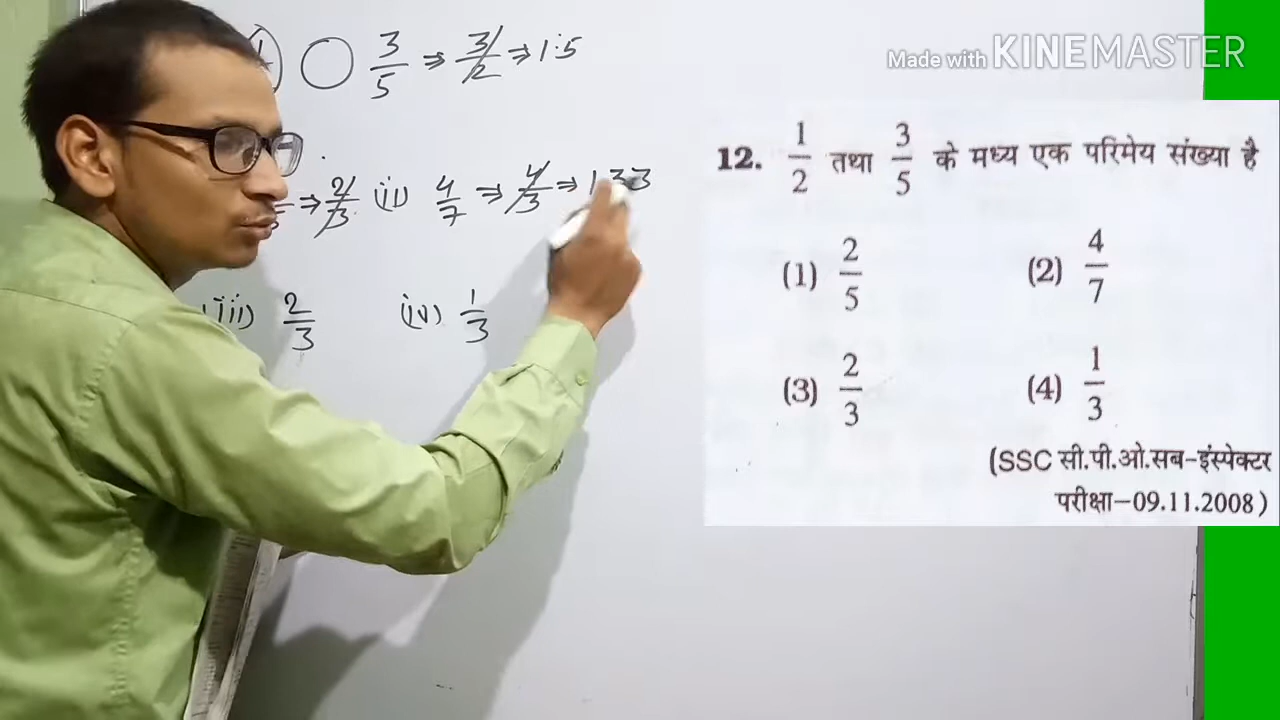 Made with KINEMASTER
3/5 ⇒ 3/2 ⇒ 1.5
⇒ 2/3 (ii) 4/7 ⇒ 4/3 ⇒ 1.33
(iii) 2/3 (iv) 1/3
12. 1/2 तथा 3/5 के मध्य एक परिमेय संख्या है
(1) 2/5 (2) 4/7
(3) 2/3 (4) 1/3
(SSC सी.पी.ओ.सब-इंस्पेक्टर
परीक्षा–09.11.2008)